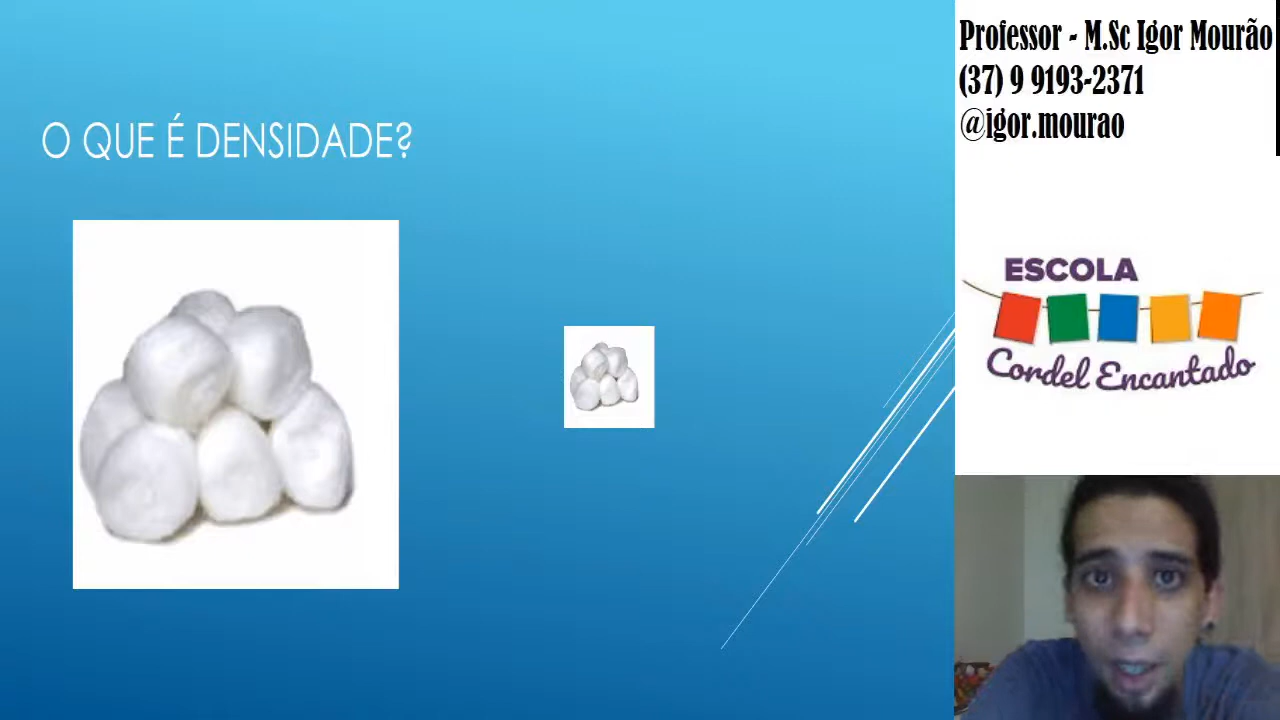 O QUE É DENSIDADE?
Professor - M.Sc Igor Mourão
(37) 9 9193-2371
@igor.mourao
ESCOLA
Cordel Encantado